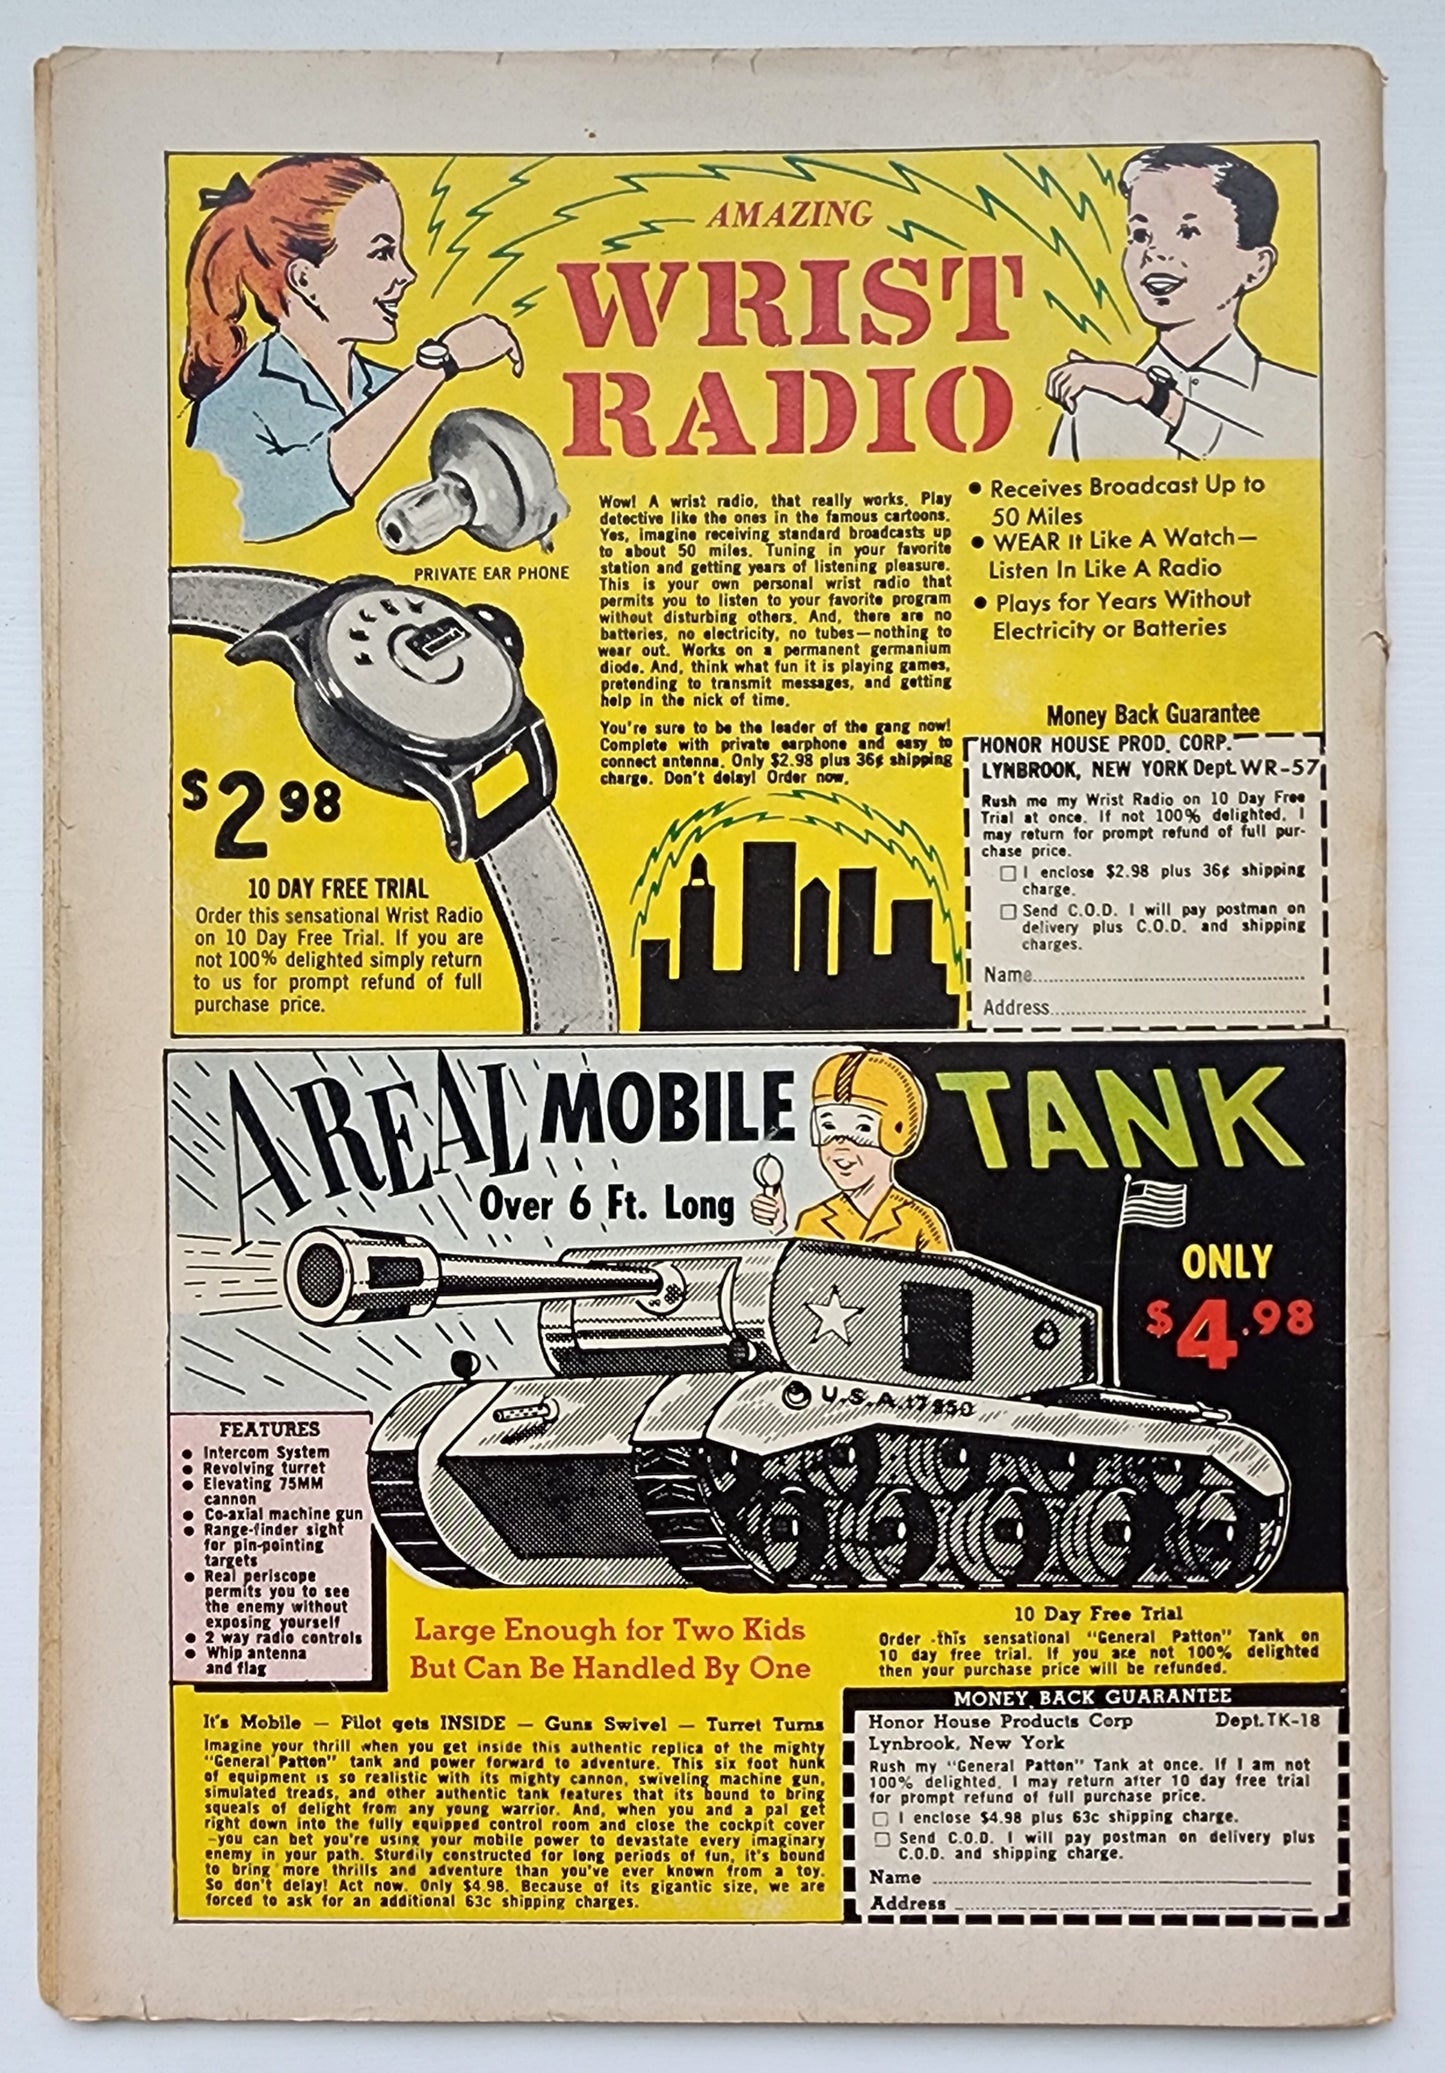 AMAZING
WRIST
RADIO
PRIVATE EAR PHONE
Wow! A wrist radio, that really works. Play
detective like the ones in the famous cartoons.
Yes, imagine receiving standard broadcasts up
to about 50 miles. Tuning in your favorite
station and getting years of listening pleasure.
This is your own personal wrist radio that
permits you to listen to your favorite program
without disturbing others. And, there are no
batteries, no electricity, no tubes—nothing to
wear out. Works on a permanent germanium
diode. And, think what fun it is playing games,
pretending to transmit messages, and getting
help in the nick of time.
You're sure to be the leader of the gang now!
Complete with private earphone and easy to
connect antenna. Only $2.98 plus 36¢ shipping
charge. Don't delay! Order now.
● Receives Broadcast Up to
50 Miles
● WEAR It Like A Watch—
Listen In Like A Radio
● Plays for Years Without
Electricity or Batteries
$2 98
10 DAY FREE TRIAL
Order this sensational Wrist Radio
on 10 Day Free Trial. If you are
not 100% delighted simply return
to us for prompt refund of full
purchase price.
Money Back Guarantee
HONOR HOUSE PROD. CORP.
LYNBROOK, NEW YORK Dept. WR-57
Rush me my Wrist Radio on 10 Day Free
Trial at once. If not 100% delighted, I
may return for prompt refund of full pur-
chase price.
□ I enclose $2.98 plus 36¢ shipping
charge.
□ Send C.O.D. I will pay postman on
delivery plus C.O.D. and shipping
charges.
Name
Address
A REAL MOBILE TANK
Over 6 Ft. Long
ONLY
$4.98
U.S.A. 17950
FEATURES
● Intercom System
● Revolving turret
● Elevating 75MM
cannon
● Co-axial machine gun
● Range-finder sight
for pin-pointing
targets
● Real periscope
permits you to see
the enemy without
exposing yourself
● 2 way radio controls
● Whip antenna
and flag
Large Enough for Two Kids
But Can Be Handled By One
10 Day Free Trial
Order this sensational "General Patton" Tank on
10 day free trial. If you are not 100% delighted
then your purchase price will be refunded.
It's Mobile — Pilot gets INSIDE — Guns Swivel — Turret Turns
Imagine your thrill when you get inside this authentic replica of the mighty
"General Patton" tank and power forward to adventure. This six foot hunk
of equipment is so realistic with its mighty cannon, swiveling machine gun,
simulated treads, and other authentic tank features that its bound to bring
squeals of delight from any young warrior. And, when you and a pal get
right down into the fully equipped control room and close the cockpit cover
—you can bet you're using your mobile power to devastate every imaginary
enemy in your path. Sturdily constructed for long periods of fun, it's bound
to bring more thrills and adventure than you've ever known from a toy.
So don't delay! Act now. Only $4.98. Because of its gigantic size, we are
forced to ask for an additional 63c shipping charges.
MONEY BACK GUARANTEE
Honor House Products Corp Dept. TK-18
Lynbrook, New York
Rush my "General Patton" Tank at once. If I am not
100% delighted, I may return after 10 day free trial
for prompt refund of full purchase price.
□ I enclose $4.98 plus 63c shipping charge.
□ Send C.O.D. I will pay postman on delivery plus
C.O.D. and shipping charge.
Name
Address